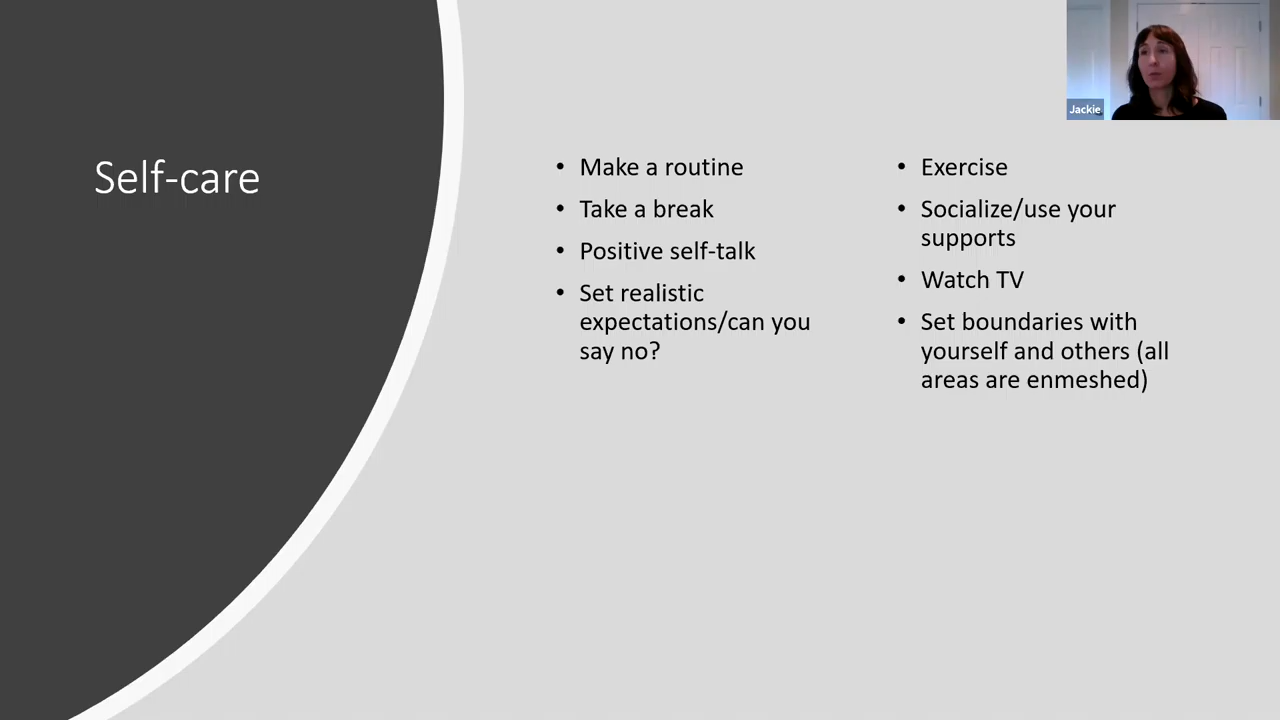 Self-care
• Make a routine
• Take a break
• Positive self-talk
• Set realistic
expectations/can you
say no?
• Exercise
• Socialize/use your
supports
• Watch TV
• Set boundaries with
yourself and others (all
areas are enmeshed)
Jackie